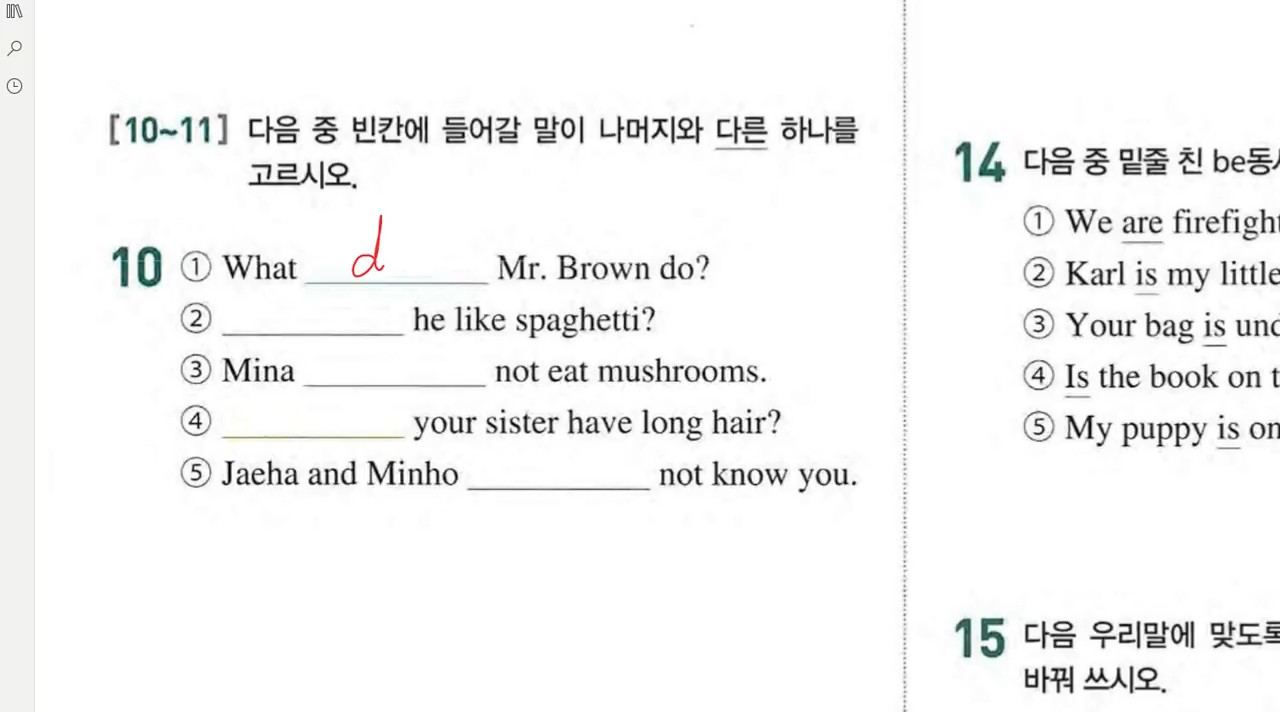 [10~11] 다음 중 빈칸에 들어갈 말이 나머지와 다른 하나를
고르시오.
10 ① What d Mr. Brown do?
② he like spaghetti?
③ Mina not eat mushrooms.
④ your sister have long hair?
⑤ Jaeha and Minho not know you.
14 다음 중 밑줄 친 be동사
① We are firefight
② Karl is my little
③ Your bag is und
④ Is the book on t
⑤ My puppy is on
15 다음 우리말에 맞도록
바꿔 쓰시오.